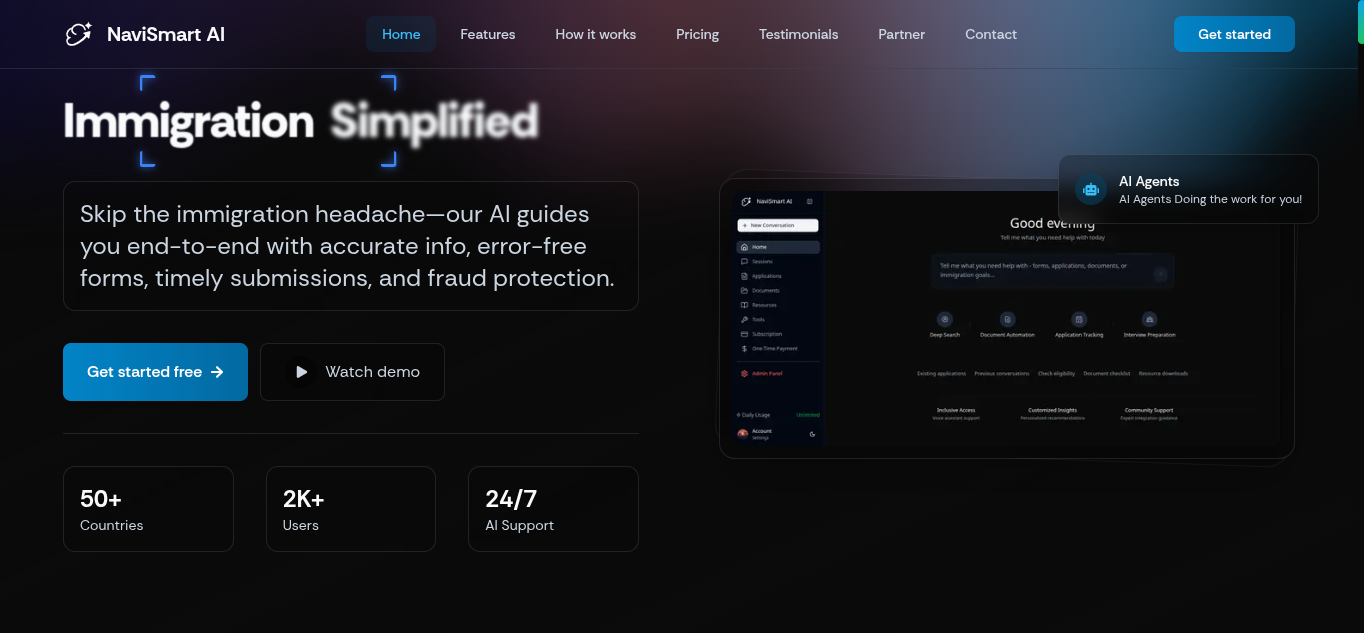 NaviSmart AI
Home
Features
How it works
Pricing
Testimonials
Partner
Contact
Get started
Immigration Simplified
Skip the immigration headache—our AI guides
you end-to-end with accurate info, error-free
forms, timely submissions, and fraud protection.
Get started free
Watch demo
50+
Countries
2K+
Users
24/7
AI Support
AI Agents
AI Agents Doing the work for you!
NaviSmart AI
+ New Conversation
Home
Sessions
Applications
Documents
Resources
Tools
Subscription
One-Time Payment
Admin Panel
Daily Usage
Unlimited
Account
Settings
Good evening
Tell me what you need help with today
Tell me what you need help with - forms, applications, documents, or
immigration goals...
Deep Search
Document Automation
Application Tracking
Interview Preparation
Existing applications
Previous conversations
Check eligibility
Document checklist
Resource downloads
Inclusive Access
Voice assistant support
Customized Insights
Personalized recommendations
Community Support
Expert integration guidance